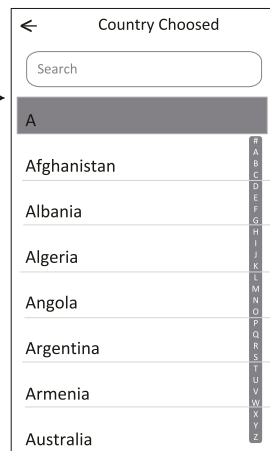 Country Choosed
Search
A
Afghanistan
Albania
Algeria
Angola
Argentina
Armenia
Australia
#
A
B
C
D
E
F
G
H
I
J
K
L
M
N
O
P
Q
R
S
T
U
V
W
X
Y
Z